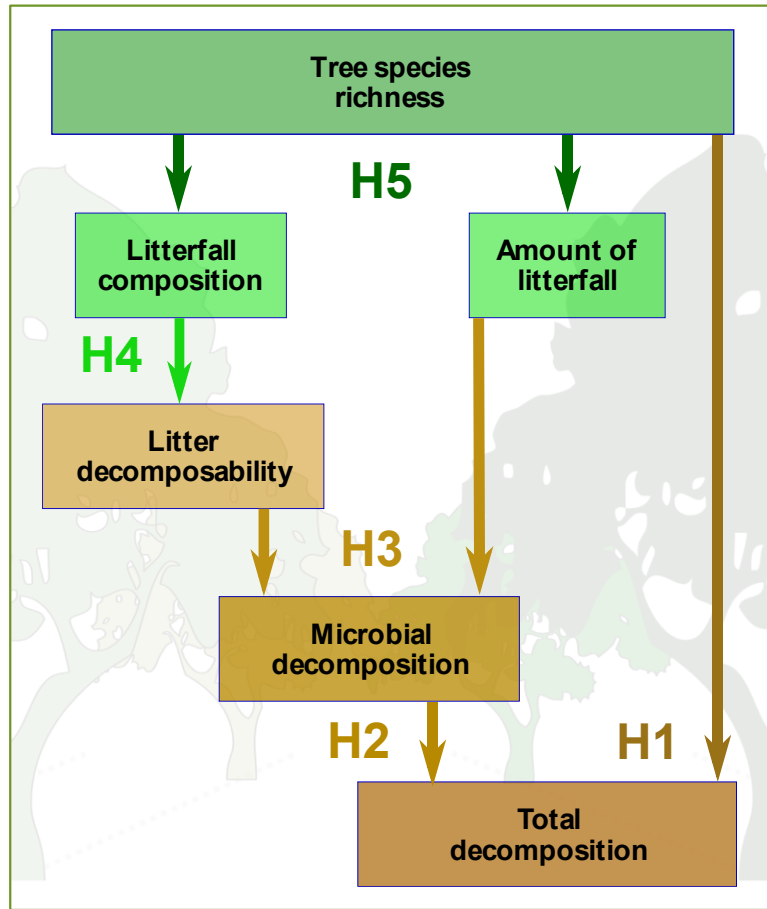 Tree species
richness
H5
Litterfall
composition
Amount of
litterfall
H4
Litter
decomposability
H3
Microbial
decomposition
H2
H1
Total
decomposition